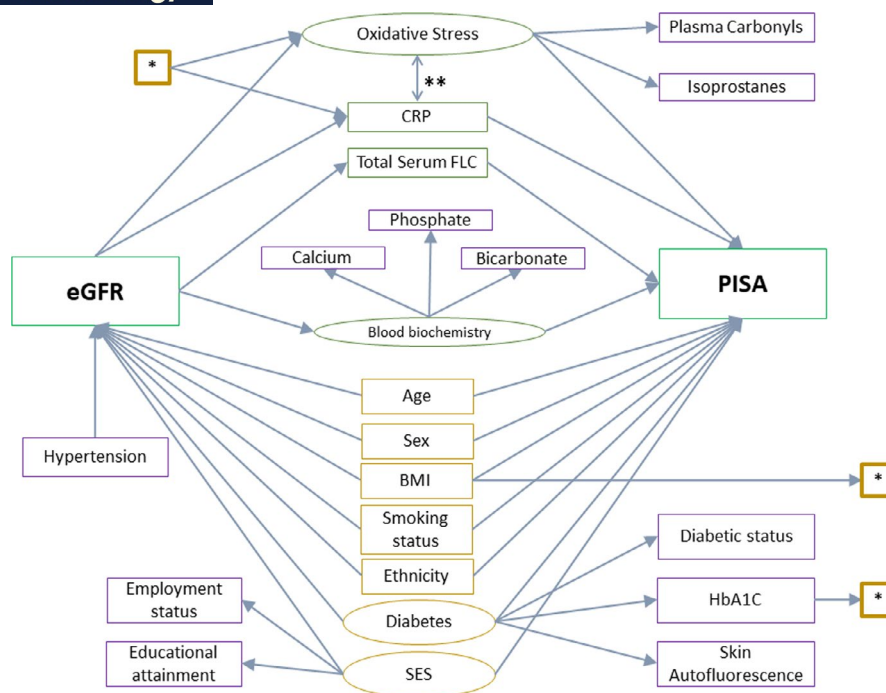 Oxidative Stress
Plasma Carbonyls
*
**
Isoprostanes
CRP
Total Serum FLC
Phosphate
Calcium
Bicarbonate
eGFR
PISA
Blood biochemistry
Age
Sex
Hypertension
BMI
*
Smoking
status
Diabetic status
Ethnicity
Employment
status
HbA1C
*
Diabetes
Educational
attainment
Skin
Autofluorescence
SES